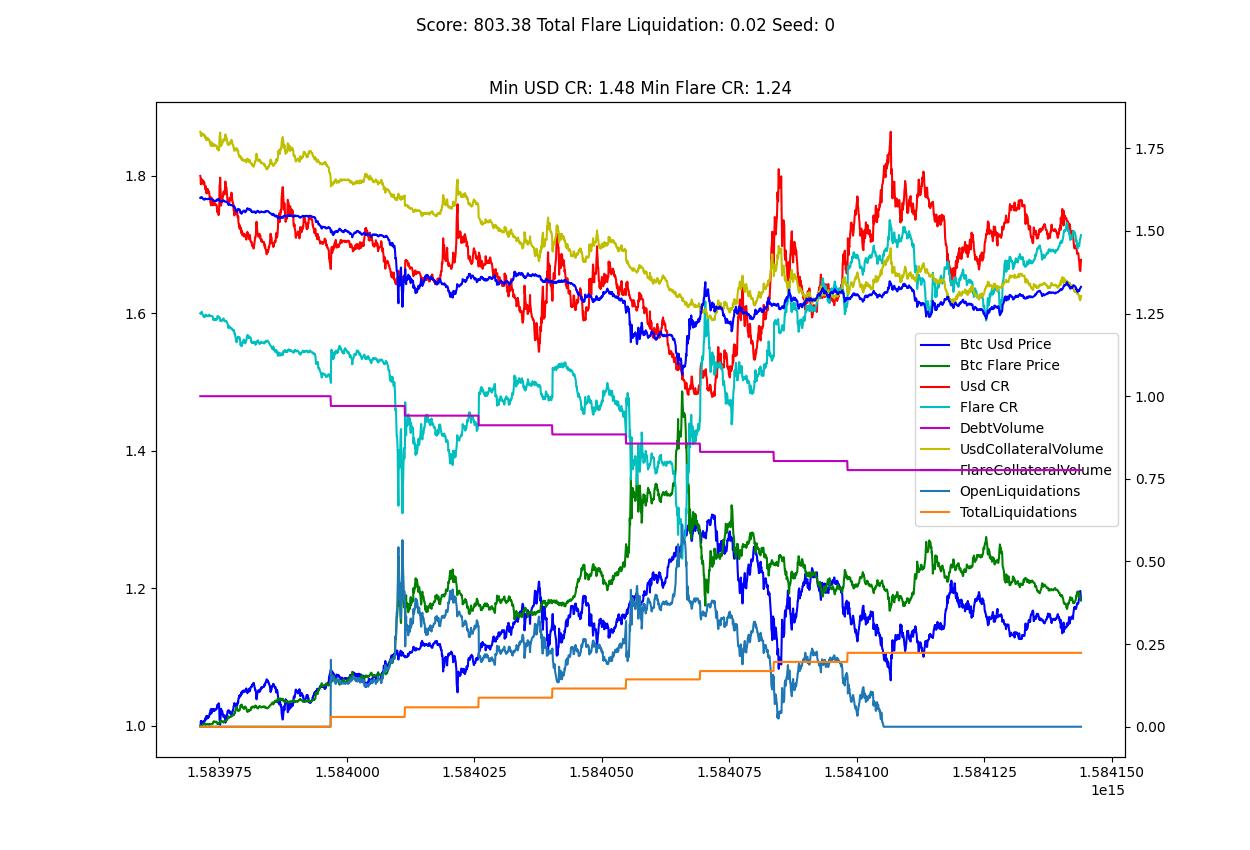 Score: 803.38 Total Flare Liquidation: 0.02 Seed: 0
Min USD CR: 1.48 Min Flare CR: 1.24
1.8
1.6
1.4
1.2
1.0
1.75
1.50
1.25
1.00
0.75
0.50
0.25
0.00
Btc Usd Price
Btc Flare Price
Usd CR
Flare CR
DebtVolume
UsdCollateralVolume
FlareCollateralVolume
OpenLiquidations
TotalLiquidations
1.583975 1.584000 1.584025 1.584050 1.584075 1.584100 1.584125 1.584150
1e15